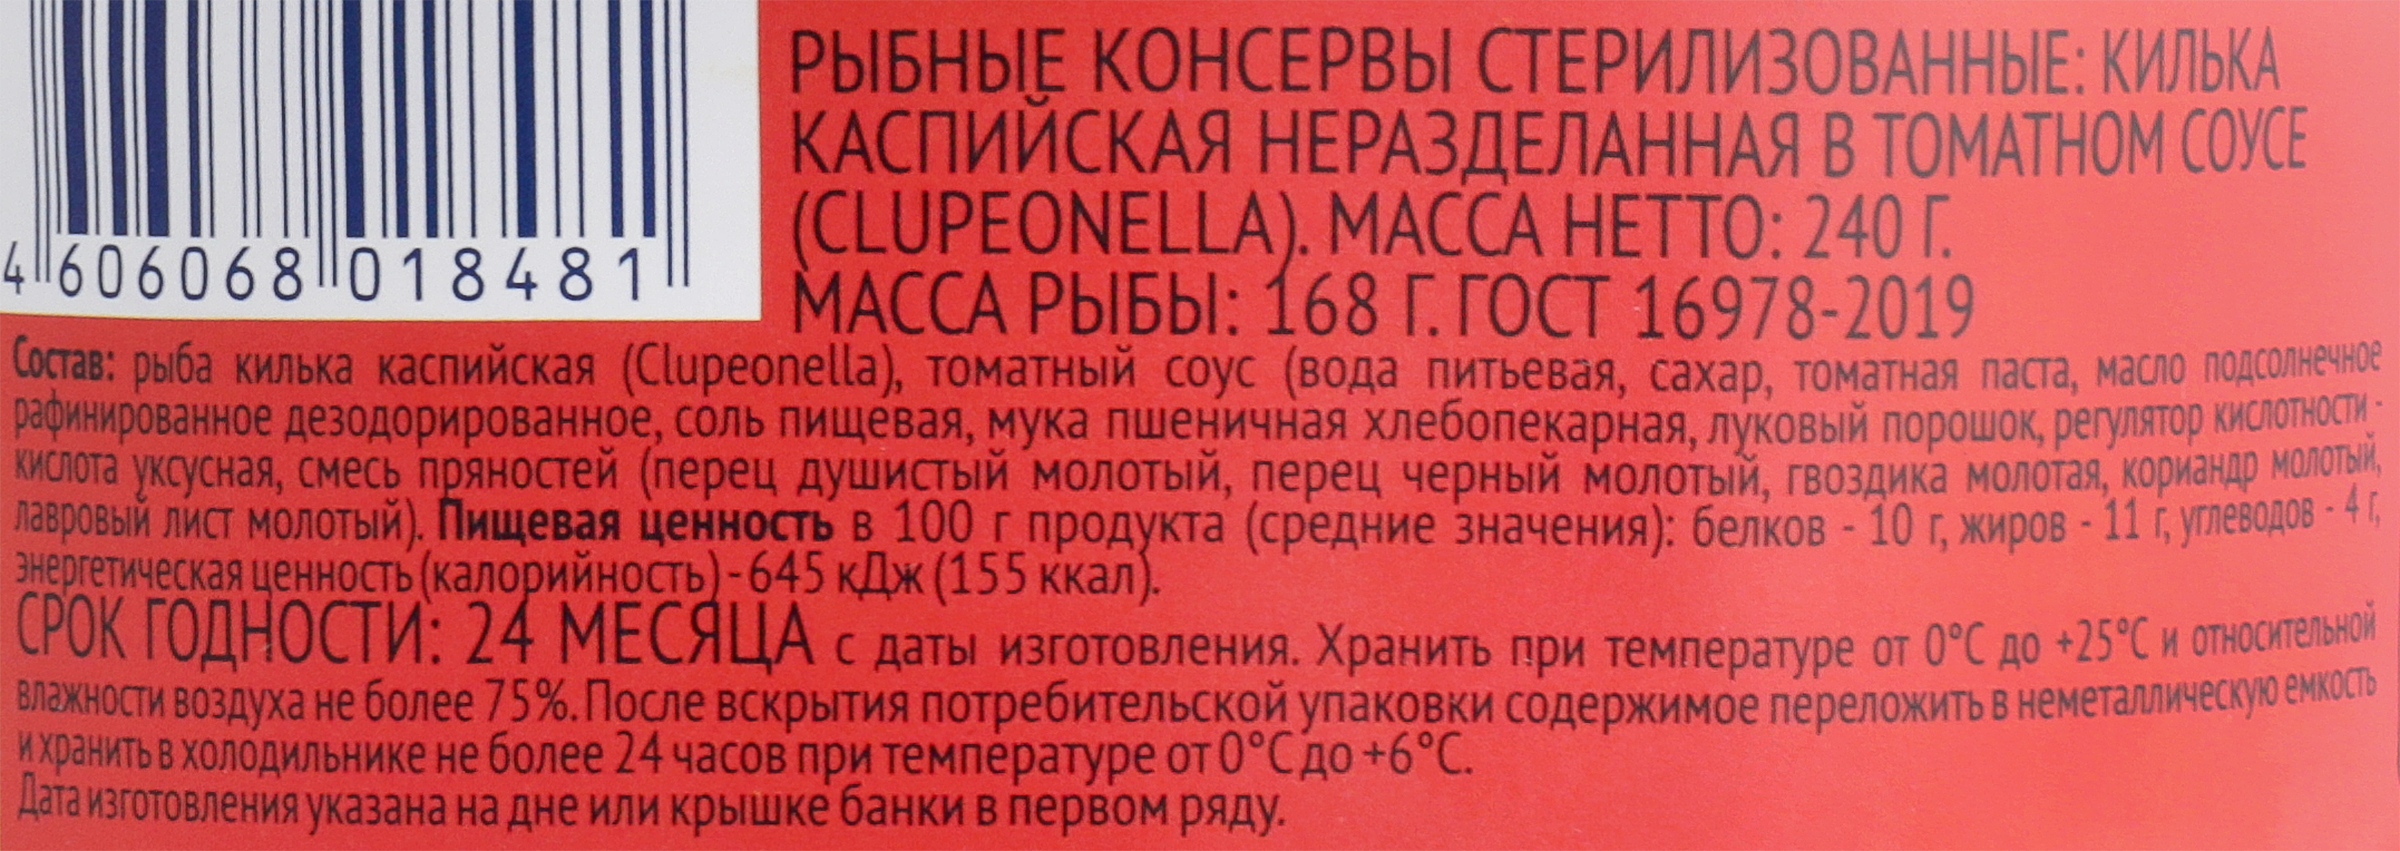 РЫБНЫЕ КОНСЕРВЫ СТЕРИЛИЗОВАННЫЕ: КИЛЬКА
КАСПИЙСКАЯ НЕРАЗДЕЛАННАЯ В ТОМАТНОМ СОУСЕ
(CLUPEONELLA). МАССА НЕТТО: 240 Г.
МАССА РЫБЫ: 168 Г. ГОСТ 16978-2019
4 606068 018481
Состав: рыба килька каспийская (Clupeonella), томатный соус (вода питьевая, сахар, томатная паста, масло подсолнечное
рафинированное дезодорированное, соль пищевая, мука пшеничная хлебопекарная, луковый порошок, регулятор кислотности -
кислота уксусная, смесь пряностей (перец душистый молотый, перец черный молотый, гвоздика молотая, кориандр молотый,
лавровый лист молотый). Пищевая ценность в 100 г продукта (средние значения): белков - 10 г, жиров - 11 г, углеводов - 4 г,
энергетическая ценность (калорийность) - 645 кДж (155 ккал).
СРОК ГОДНОСТИ: 24 МЕСЯЦА с даты изготовления. Хранить при температуре от 0°C до +25°C и относительной
влажности воздуха не более 75%. После вскрытия потребительской упаковки содержимое переложить в неметаллическую емкость
и хранить в холодильнике не более 24 часов при температуре от 0°C до +6°C.
Дата изготовления указана на дне или крышке банки в первом ряду.